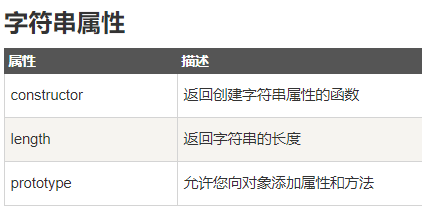 字符串属性
属性 描述
constructor 返回创建字符串属性的函数
length 返回字符串的长度
prototype 允许您向对象添加属性和方法